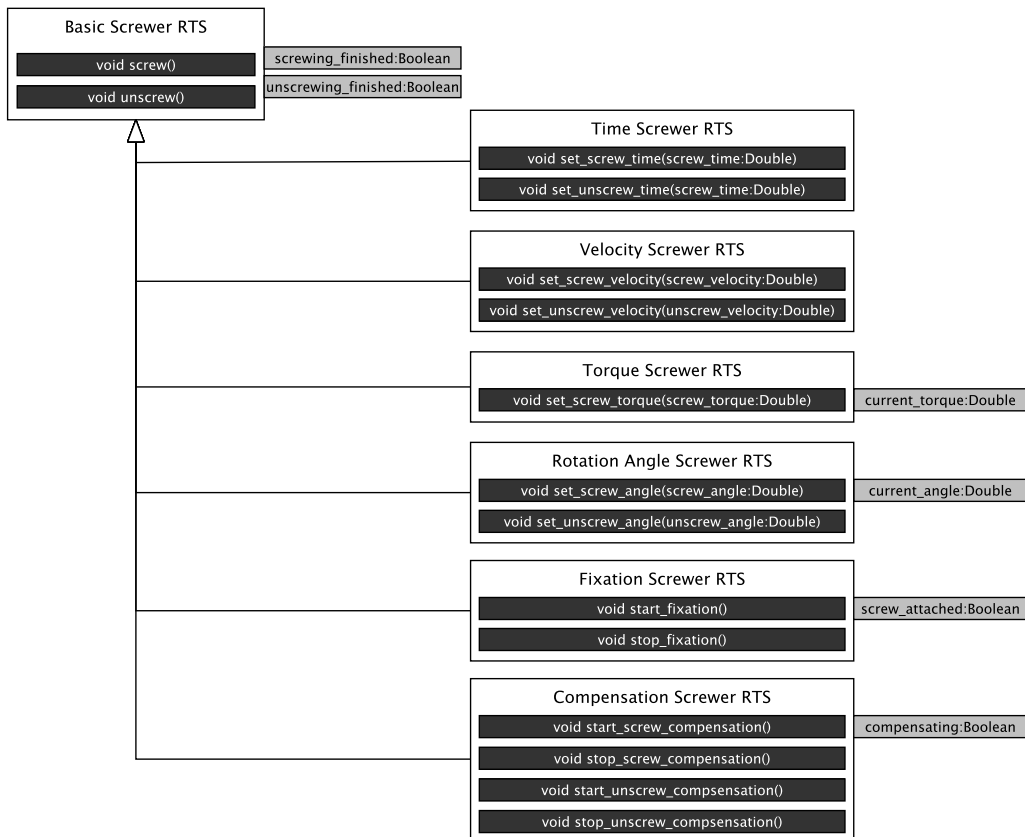 Basic Screwer RTS
void screw()
screwing_finished:Boolean
void unscrew()
unscrewing_finished:Boolean
Time Screwer RTS
void set_screw_time(screw_time:Double)
void set_unscrew_time(screw_time:Double)
Velocity Screwer RTS
void set_screw_velocity(screw_velocity:Double)
void set_unscrew_velocity(unscrew_velocity:Double)
Torque Screwer RTS
void set_screw_torque(screw_torque:Double)
current_torque:Double
Rotation Angle Screwer RTS
void set_screw_angle(screw_angle:Double)
current_angle:Double
void set_unscrew_angle(unscrew_angle:Double)
Fixation Screwer RTS
void start_fixation()
screw_attached:Boolean
void stop_fixation()
Compensation Screwer RTS
void start_screw_compensation()
compensating:Boolean
void stop_screw_compensation()
void start_unscrew_compsensation()
void stop_unscrew_compsensation()